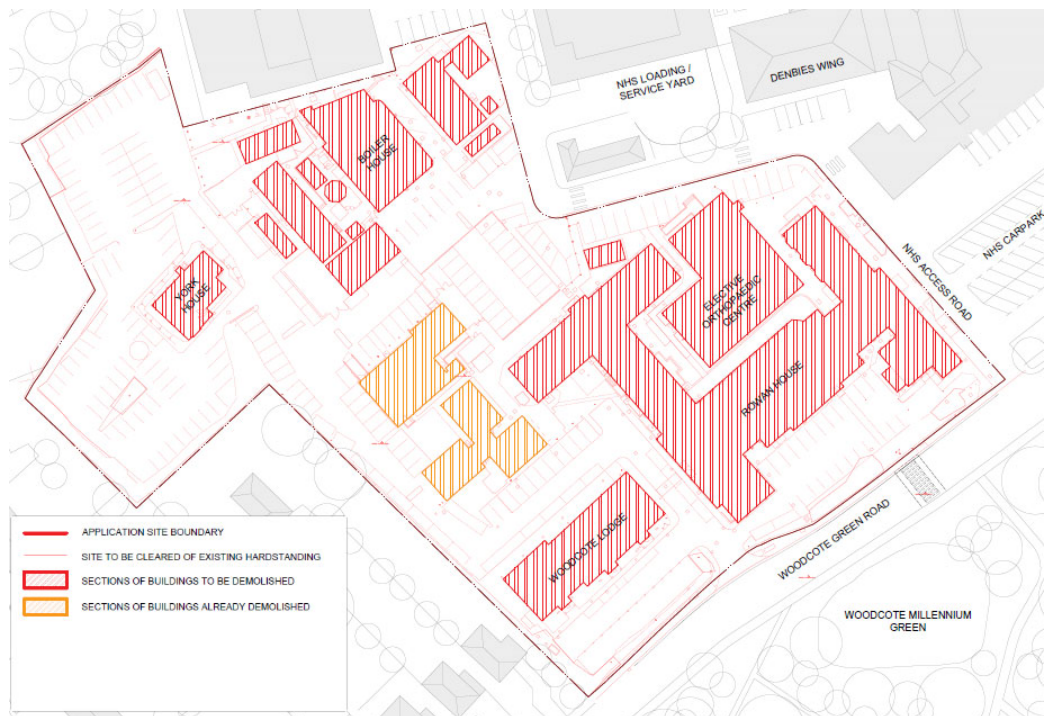 NHS LOADING /
SERVICE YARD
DENBIES WING
BOILER
HOUSE
YORK
HOUSE
ELECTIVE
ORTHOPAEDIC
CENTRE
ROWAN HOUSE
NHS ACCESS ROAD
NHS CARPARK
WOODCOTE LODGE
WOODCOTE GREEN ROAD
WOODCOTE MILLENNIUM
GREEN
APPLICATION SITE BOUNDARY
SITE TO BE CLEARED OF EXISTING HARDSTANDING
SECTIONS OF BUILDINGS TO BE DEMOLISHED
SECTIONS OF BUILDINGS ALREADY DEMOLISHED